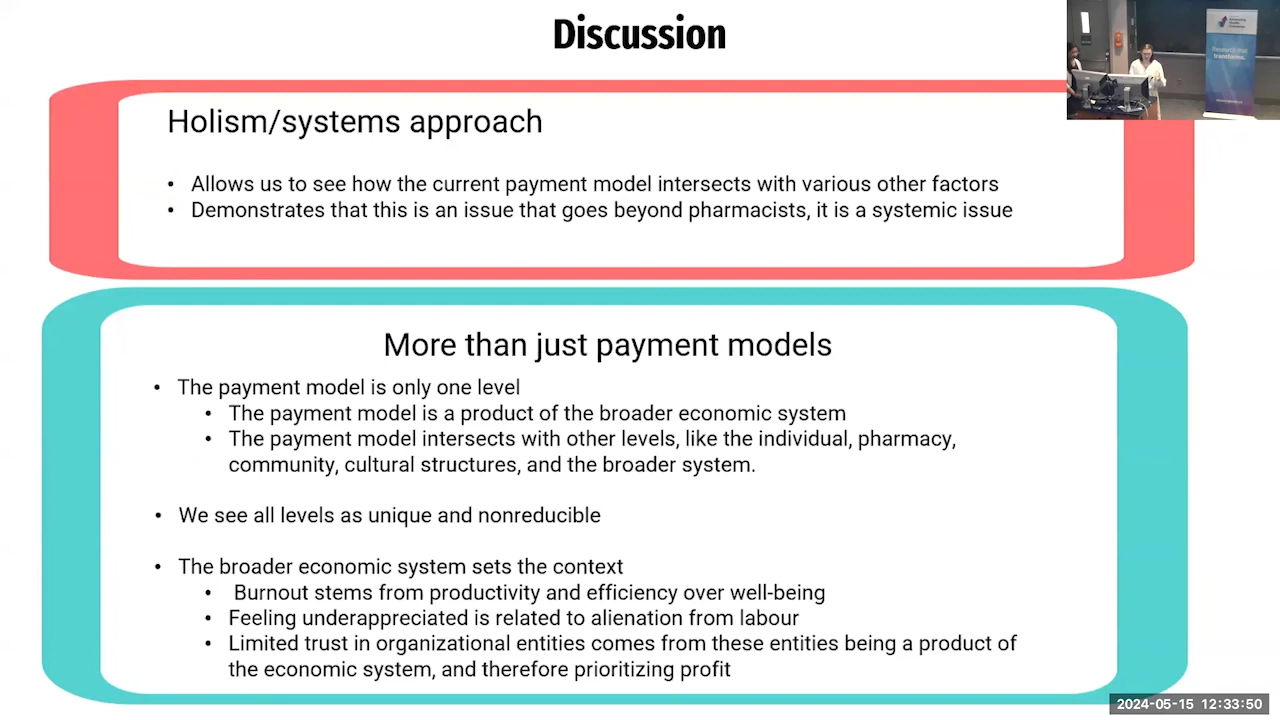 Discussion
Holism/systems approach
• Allows us to see how the current payment model intersects with various other factors
• Demonstrates that this is an issue that goes beyond pharmacists, it is a systemic issue
More than just payment models
• The payment model is only one level
• The payment model is a product of the broader economic system
• The payment model intersects with other levels, like the individual, pharmacy,
community, cultural structures, and the broader system.
• We see all levels as unique and nonreducible
• The broader economic system sets the context
• Burnout stems from productivity and efficiency over well-being
• Feeling underappreciated is related to alienation from labour
• Limited trust in organizational entities comes from these entities being a product of
the economic system, and therefore prioritizing profit
Research that
transforms.
2024-05-15 12:33:50